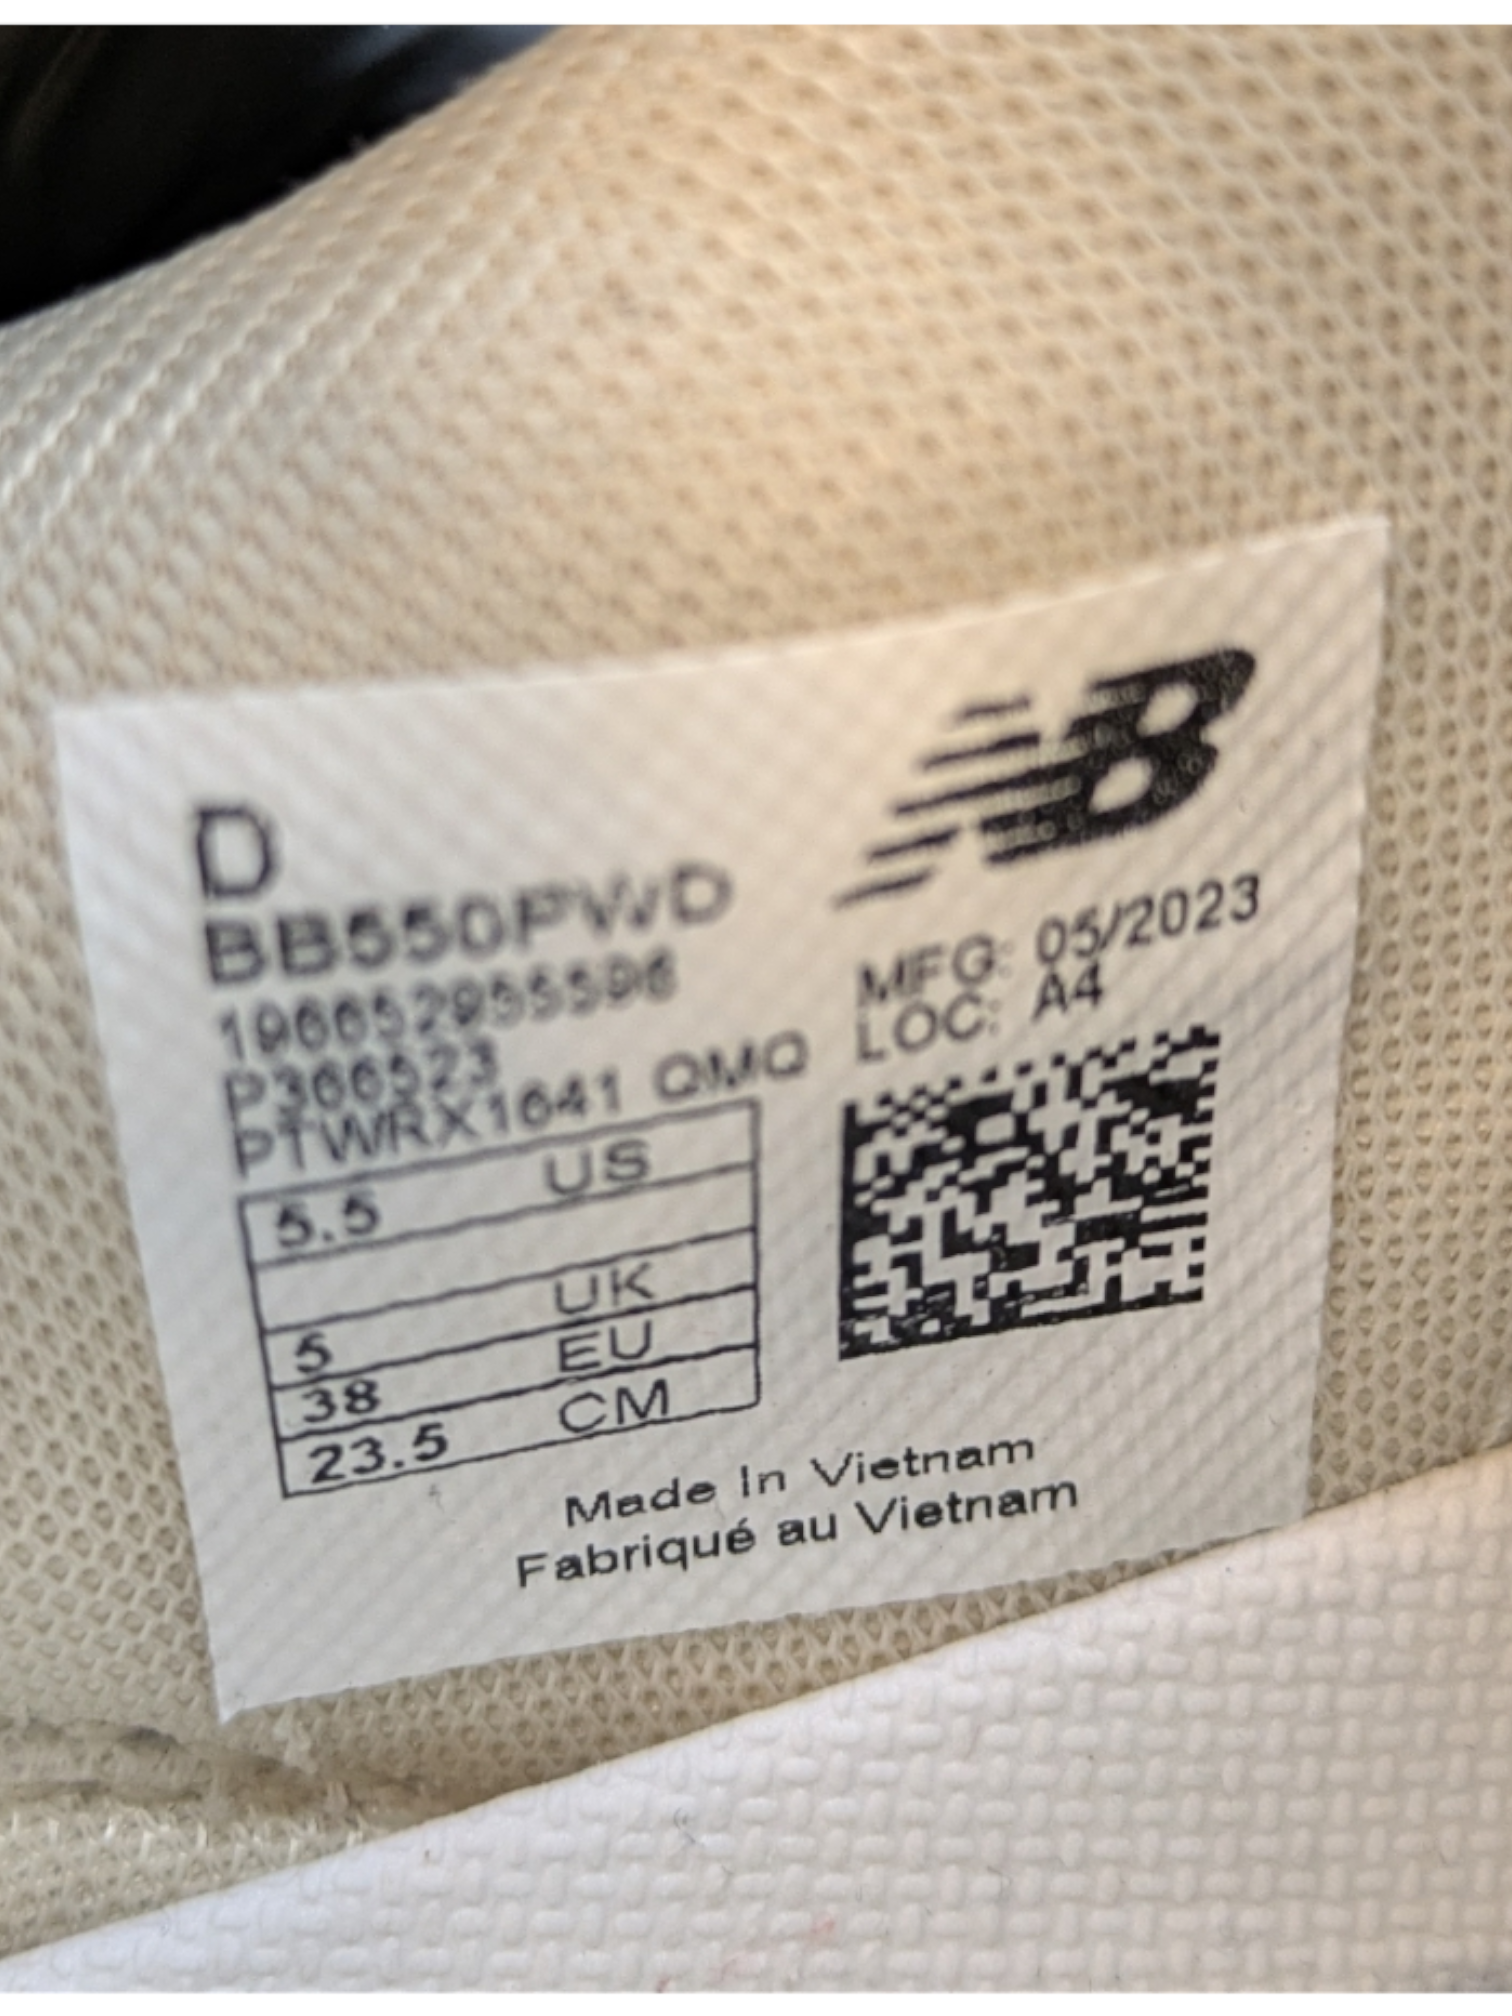 D
BB550PWD
196652955596
P366523
PTWRX1641 QMQ
5.5 US
5 UK
38 EU
23.5 CM
NB
MFG: 05/2023
LOC: A4
Made In Vietnam
Fabriqué au Vietnam